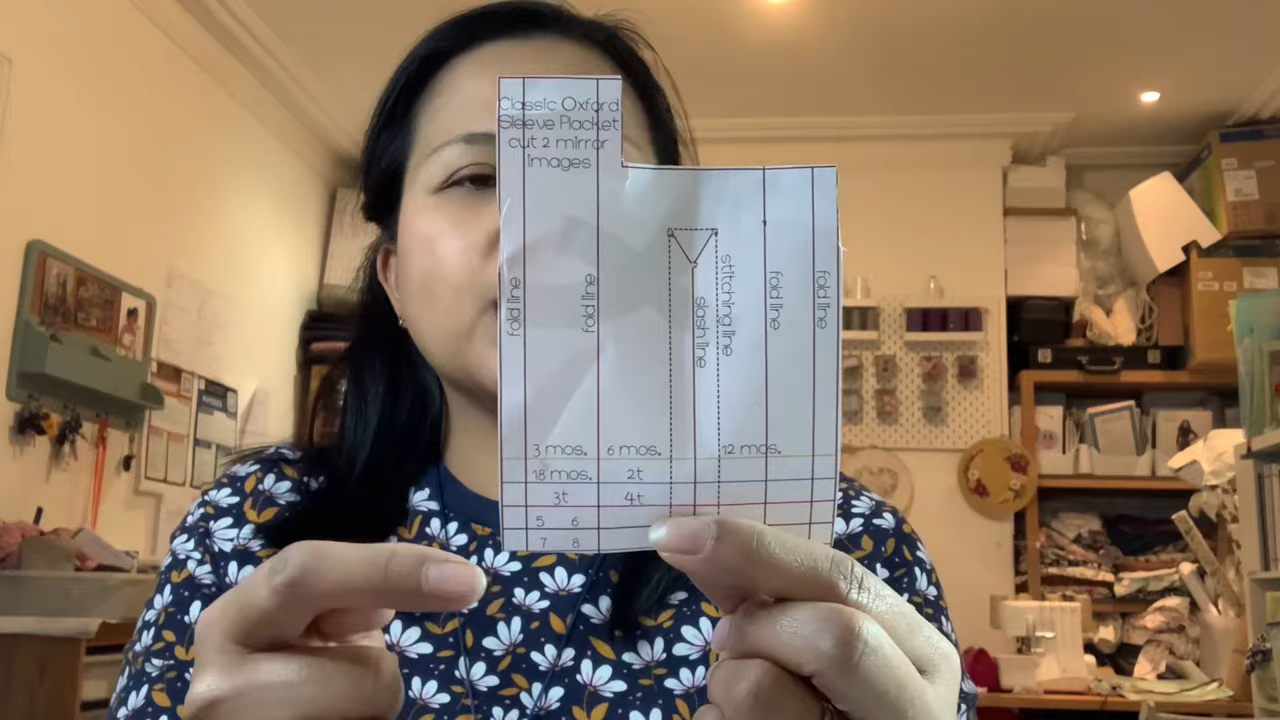 Classic Oxford
Sleeve Placket
cut 2 mirror
images
fold line
fold line
slash line
stitching line
fold line
fold line
3 mos. 6 mos. 12 mos.
18 mos. 2t
3t 4t
5 6
7 8